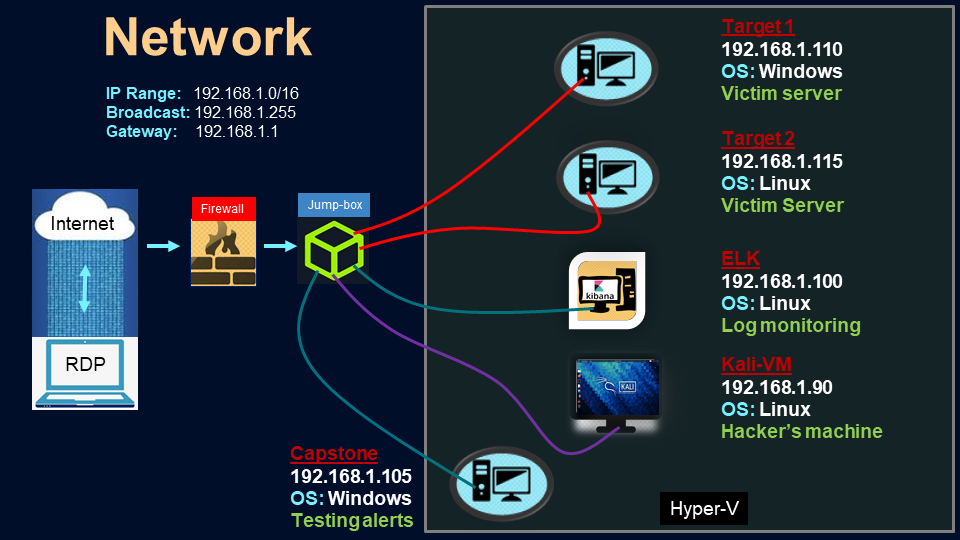 Network
IP Range: 192.168.1.0/16
Broadcast: 192.168.1.255
Gateway: 192.168.1.1
Internet
RDP
Firewall
Jump-box
Target 1
192.168.1.110
OS: Windows
Victim server
Target 2
192.168.1.115
OS: Linux
Victim Server
kibana
ELK
192.168.1.100
OS: Linux
Log monitoring
KALI
Kali-VM
192.168.1.90
OS: Linux
Hacker’s machine
Capstone
192.168.1.105
OS: Windows
Testing alerts
Hyper-V